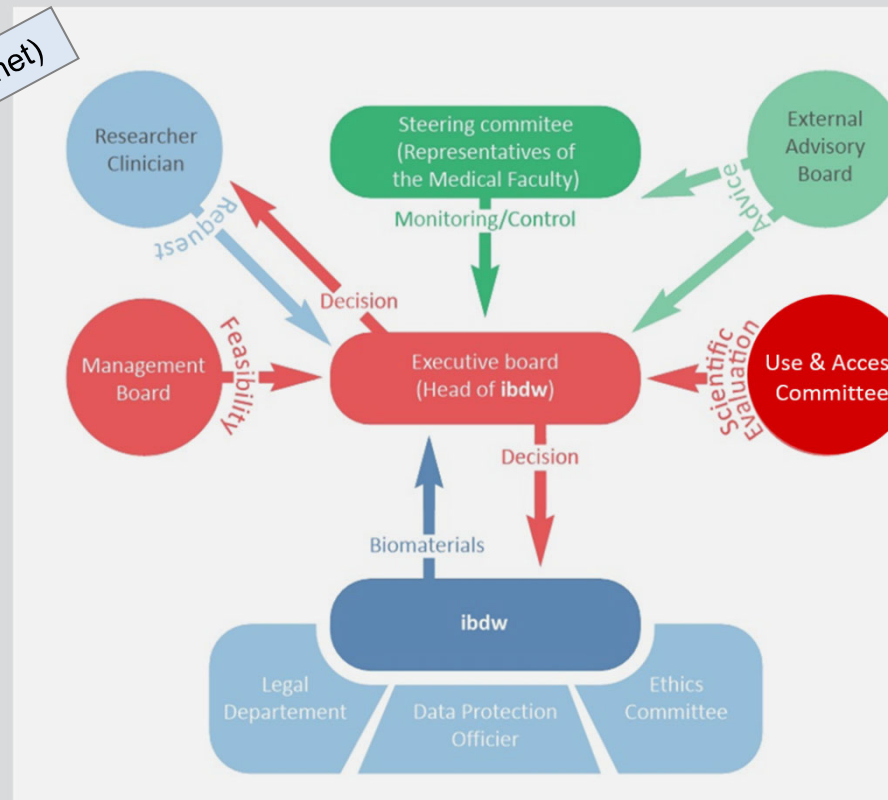 net)
Researcher
Clinician
Request
Steering commitee
(Representatives of
the Medical Faculty)
Monitoring/Control
External
Advisory
Board
Advice
Decision
Management
Board
Feasibility
Executive board
(Head of ibdw)
Scientific
Evaluation
Use & Acces
Committee
Decision
Biomaterials
ibdw
Legal
Departement
Data Protection
Officier
Ethics
Committee